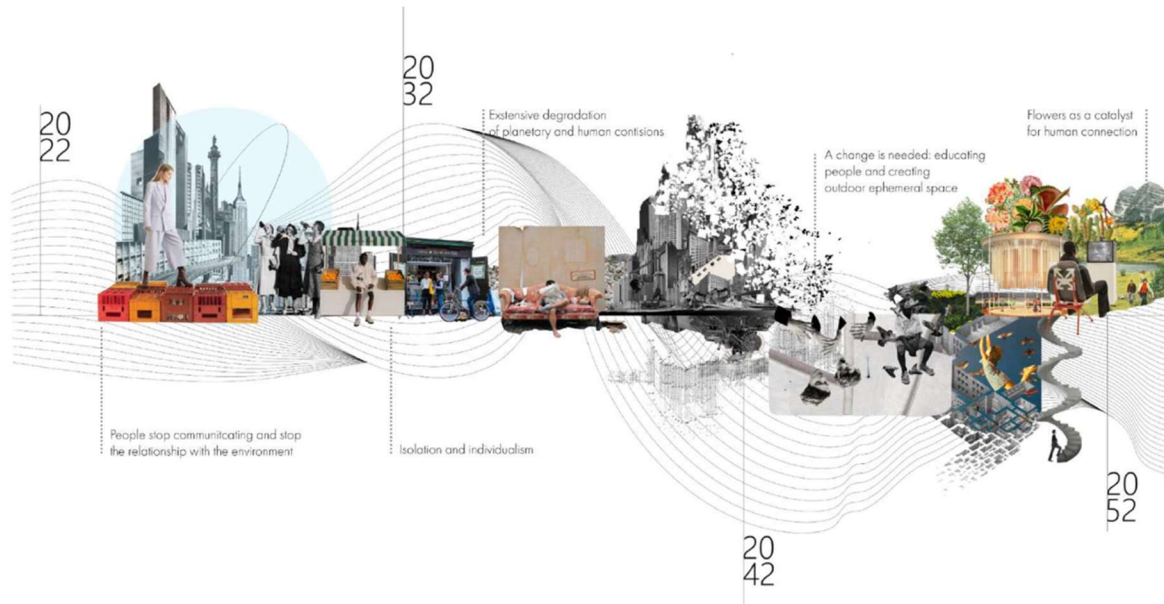 20
22
People stop communitcating and stop
the relationship with the environment
20
32
Isolation and individualism
Exstensive degradation
of planetary and human contisions
20
42
A change is needed: educating
people and creating
outdoor ephemeral space
Flowers as a catalyst
for human connection
20
52